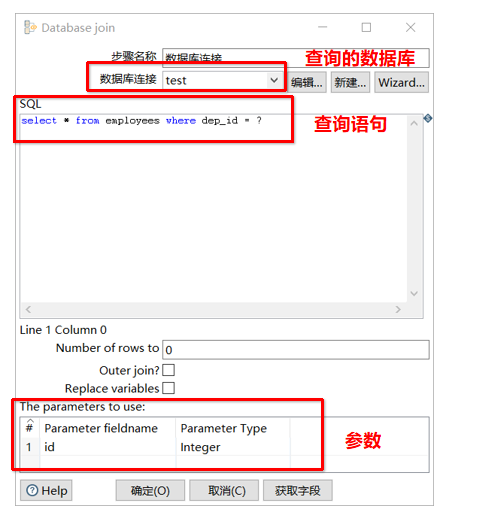 Database join
步骤名称 数据库连接 查询的数据库
数据库连接 test 编辑... 新建... Wizard...
SQL
select * from employees where dep_id = ?
查询语句
Line 1 Column 0
Number of rows to 0
Outer join?
Replace variables
The parameters to use:
# Parameter fieldname Parameter Type
1 id Integer
参数
Help 确定(O) 取消(C) 获取字段